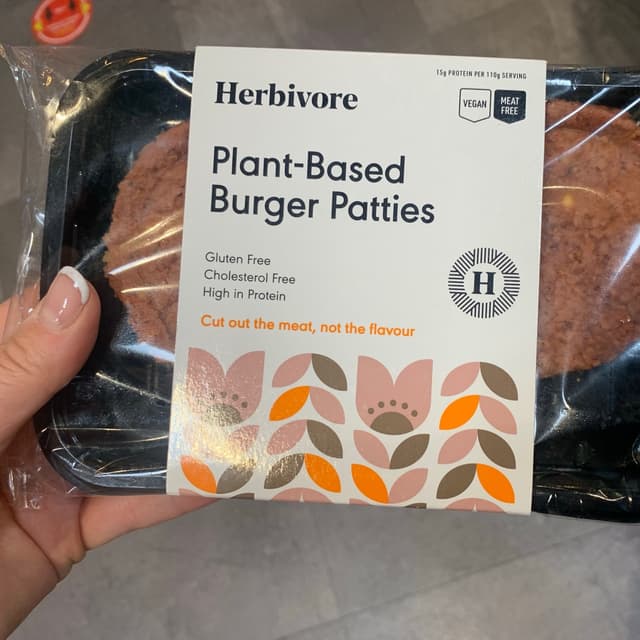 15g PROTEIN PER 110g SERVING
Herbivore
VEGAN
MEAT
FREE
Plant-Based
Burger Patties
Gluten Free
Cholesterol Free
High in Protein
H
Cut out the meat, not the flavour